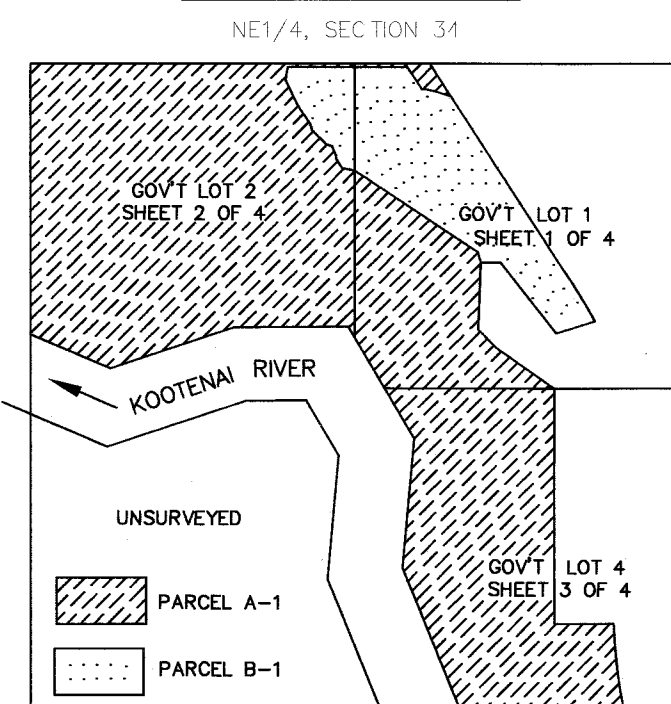 NE1/4, SECTION 31
GOV'T LOT 2
SHEET 2 OF 4
GOV'T LOT 1
SHEET 1 OF 4
KOOTENAI RIVER
UNSURVEYED
GOV'T LOT 4
SHEET 3 OF 4
PARCEL A-1
PARCEL B-1